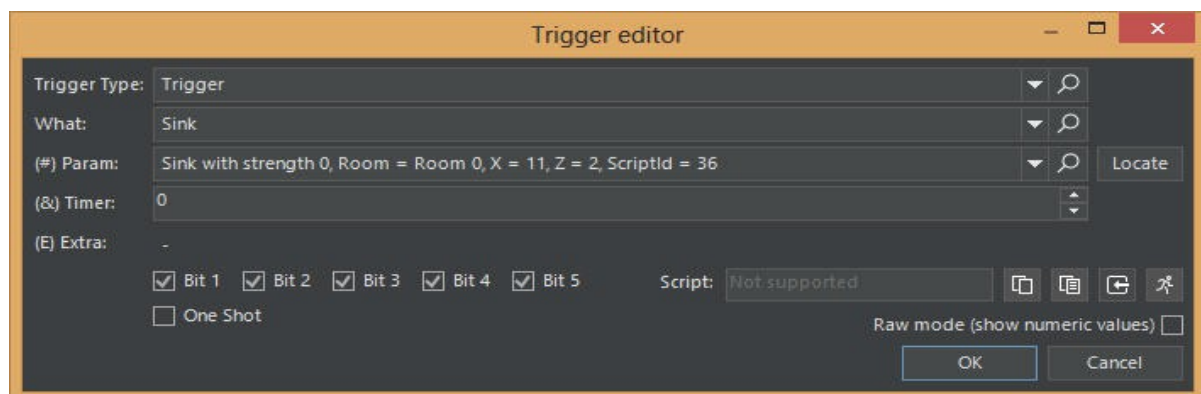 Trigger editor
Trigger Type: Trigger
What: Sink
(#) Param: Sink with strength 0, Room = Room 0, X = 11, Z = 2, ScriptId = 36 Locate
(&) Timer: 0
(E) Extra: -
Bit 1 Bit 2 Bit 3 Bit 4 Bit 5 Script: Not supported
One Shot
Raw mode (show numeric values)
OK Cancel